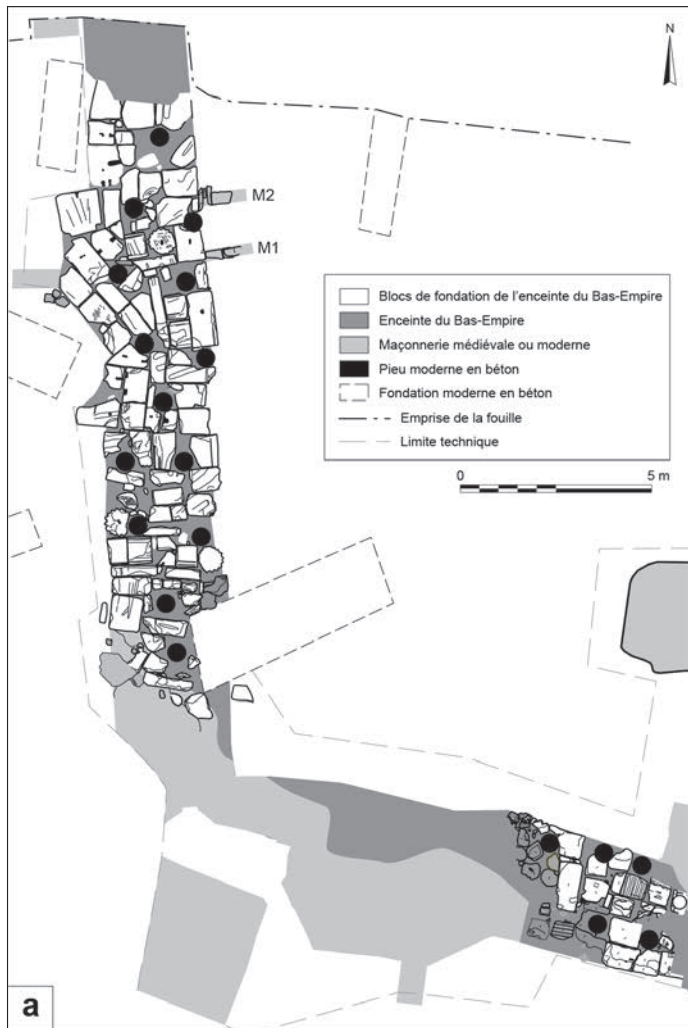 N
M2
M1
Blocs de fondation de l'enceinte du Bas-Empire
Enceinte du Bas-Empire
Maçonnerie médiévale ou moderne
Pieu moderne en béton
Fondation moderne en béton
Emprise de la fouille
Limite technique
0 5 m
a